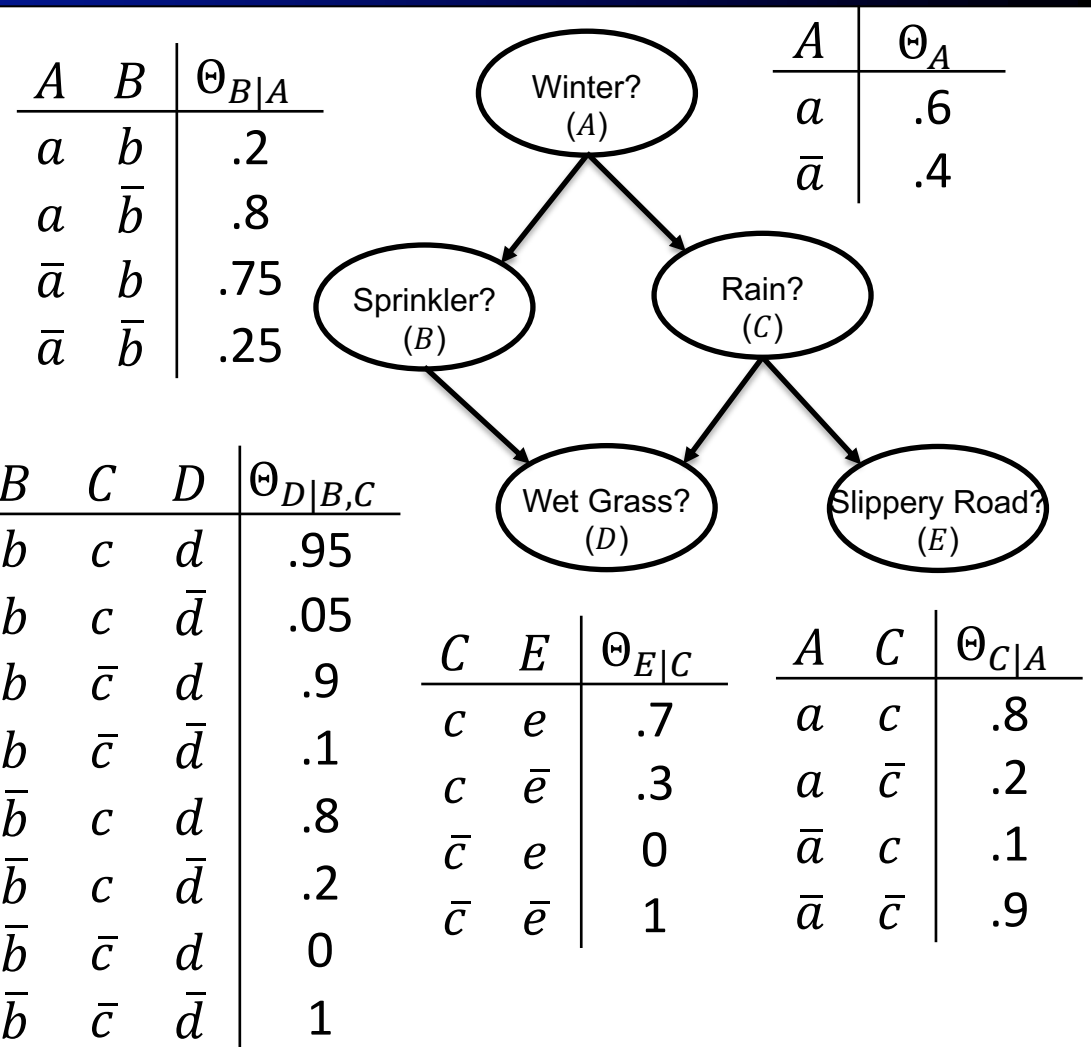 A B Θ_{B|A}
a b .2
a b̅ .8
a̅ b .75
a̅ b̅ .25
Winter?
(A)
A Θ_A
a .6
a̅ .4
Sprinkler?
(B)
Rain?
(C)
Wet Grass?
(D)
Slippery Road?
(E)
B C D Θ_{D|B,C}
b c d .95
b c d̅ .05
b c̅ d .9
b c̅ d̅ .1
b̅ c d .8
b̅ c d̅ .2
b̅ c̅ d 0
b̅ c̅ d̅ 1
C E Θ_{E|C}
c e .7
c e̅ .3
c̅ e 0
c̅ e̅ 1
A C Θ_{C|A}
a c .8
a c̅ .2
a̅ c .1
a̅ c̅ .9